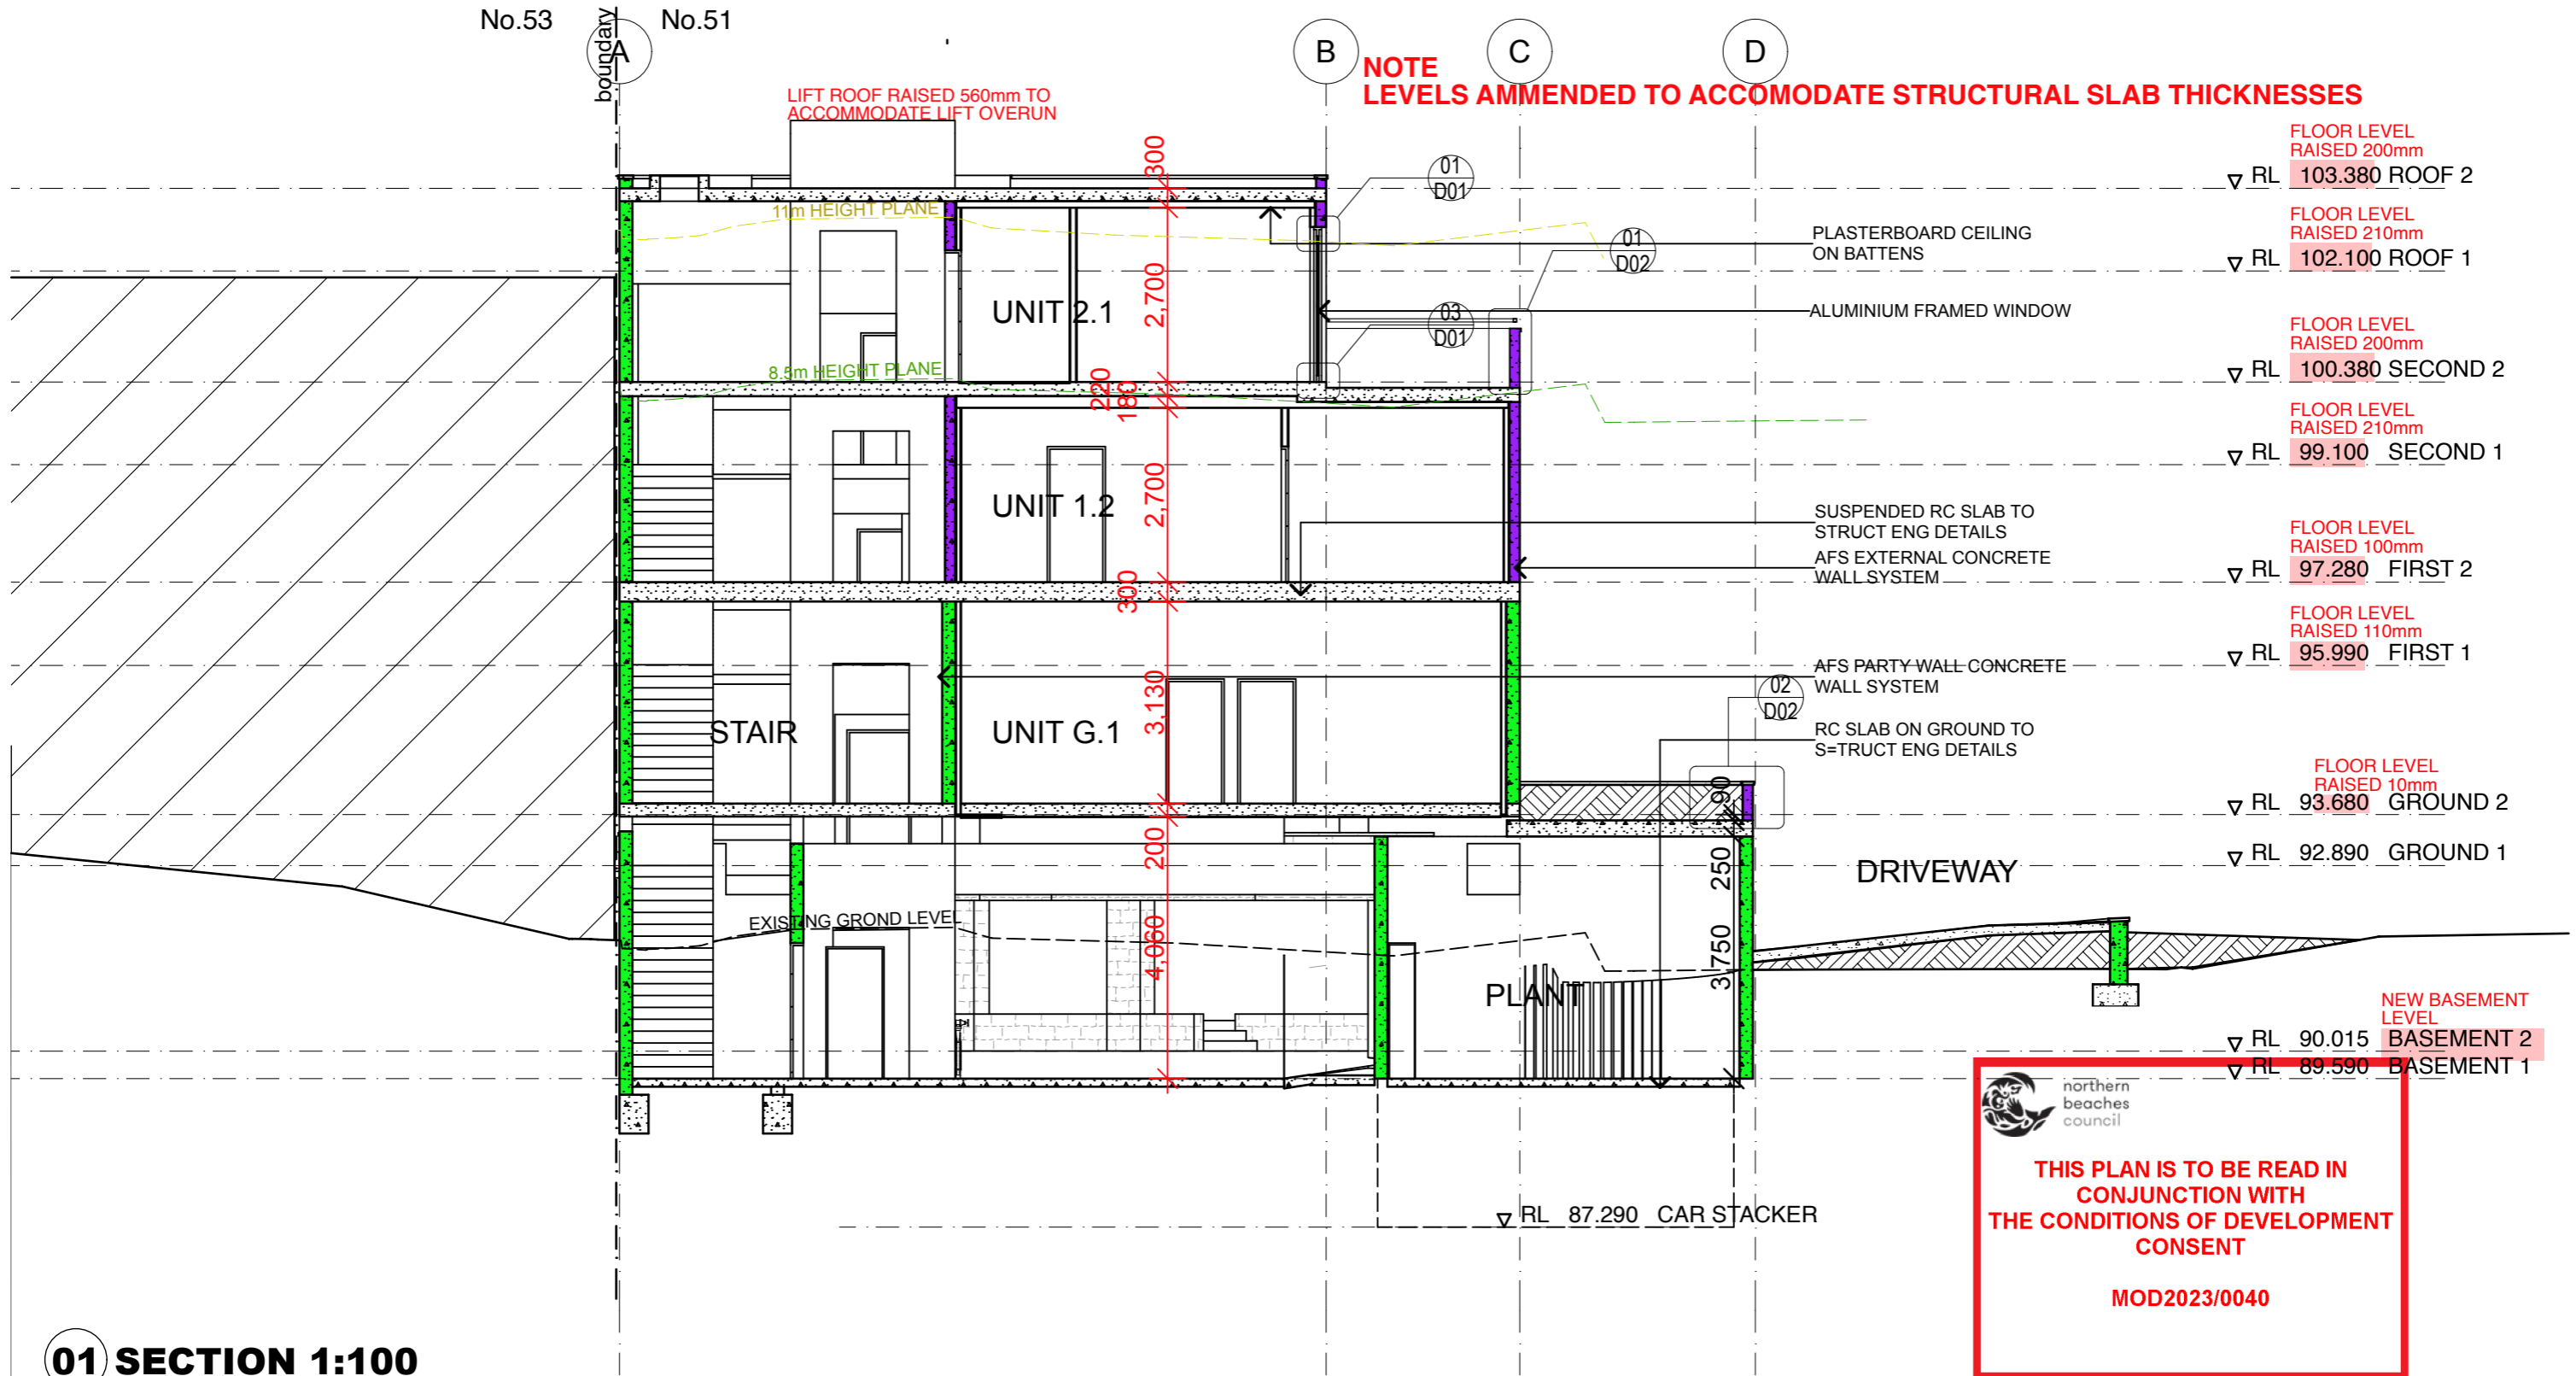 No.53
No.51
boundary
A
B
C
D
NOTE
LEVELS AMMENDED TO ACCOMODATE STRUCTURAL SLAB THICKNESSES
LIFT ROOF RAISED 560mm TO
ACCOMMODATE LIFT OVERUN
FLOOR LEVEL
RAISED 200mm
RL 103.380 ROOF 2
FLOOR LEVEL
RAISED 210mm
RL 102.100 ROOF 1
FLOOR LEVEL
RAISED 200mm
RL 100.380 SECOND 2
FLOOR LEVEL
RAISED 210mm
RL 99.100 SECOND 1
FLOOR LEVEL
RAISED 100mm
RL 97.280 FIRST 2
FLOOR LEVEL
RAISED 110mm
RL 95.990 FIRST 1
FLOOR LEVEL
RAISED 10mm
RL 93.680 GROUND 2
RL 92.890 GROUND 1
NEW BASEMENT
LEVEL
RL 90.015 BASEMENT 2
RL 89.590 BASEMENT 1
300
01
D01
11m HEIGHT PLANE
01
D02
PLASTERBOARD CEILING
ON BATTENS
2,700
UNIT 2.1
03
D01
ALUMINIUM FRAMED WINDOW
8.5m HEIGHT PLANE
220
180
2,700
UNIT 1.2
SUSPENDED RC SLAB TO
STRUCT ENG DETAILS
AFS EXTERNAL CONCRETE
WALL SYSTEM
300
AFS PARTY WALL CONCRETE
WALL SYSTEM
02
D02
3,130
STAIR
UNIT G.1
RC SLAB ON GROUND TO
S=TRUCT ENG DETAILS
90
200
250
DRIVEWAY
EXISTING GROND LEVEL
4,060
3750
PLANT
RL 87.290 CAR STACKER
northern
beaches
council
THIS PLAN IS TO BE READ IN
CONJUNCTION WITH
THE CONDITIONS OF DEVELOPMENT
CONSENT
MOD2023/0040
01 SECTION 1:100